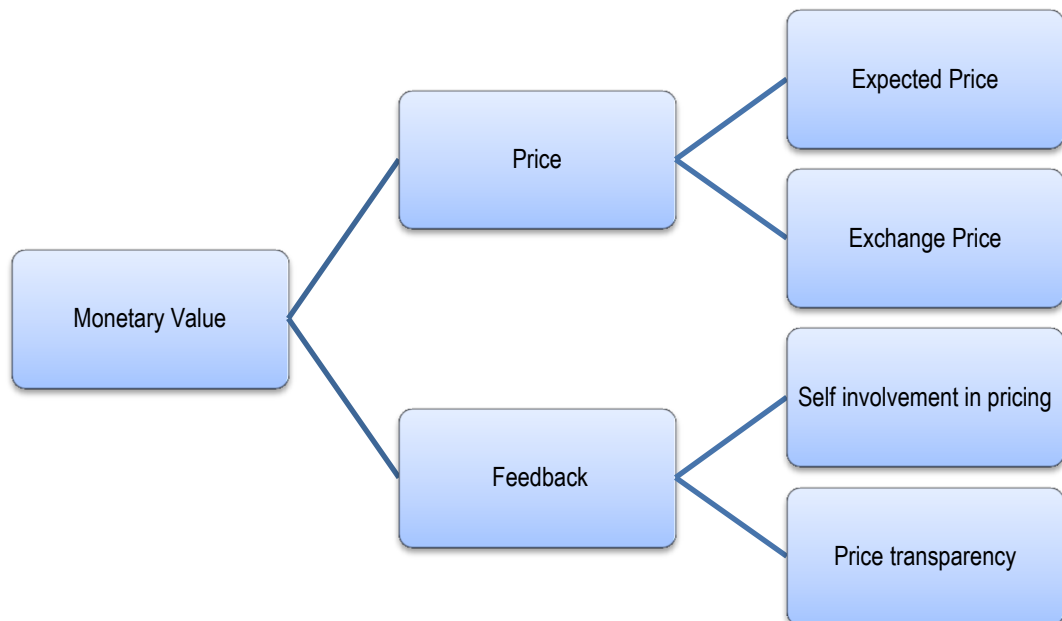 Expected Price
Price
Exchange Price
Monetary Value
Self involvement in pricing
Feedback
Price transparency